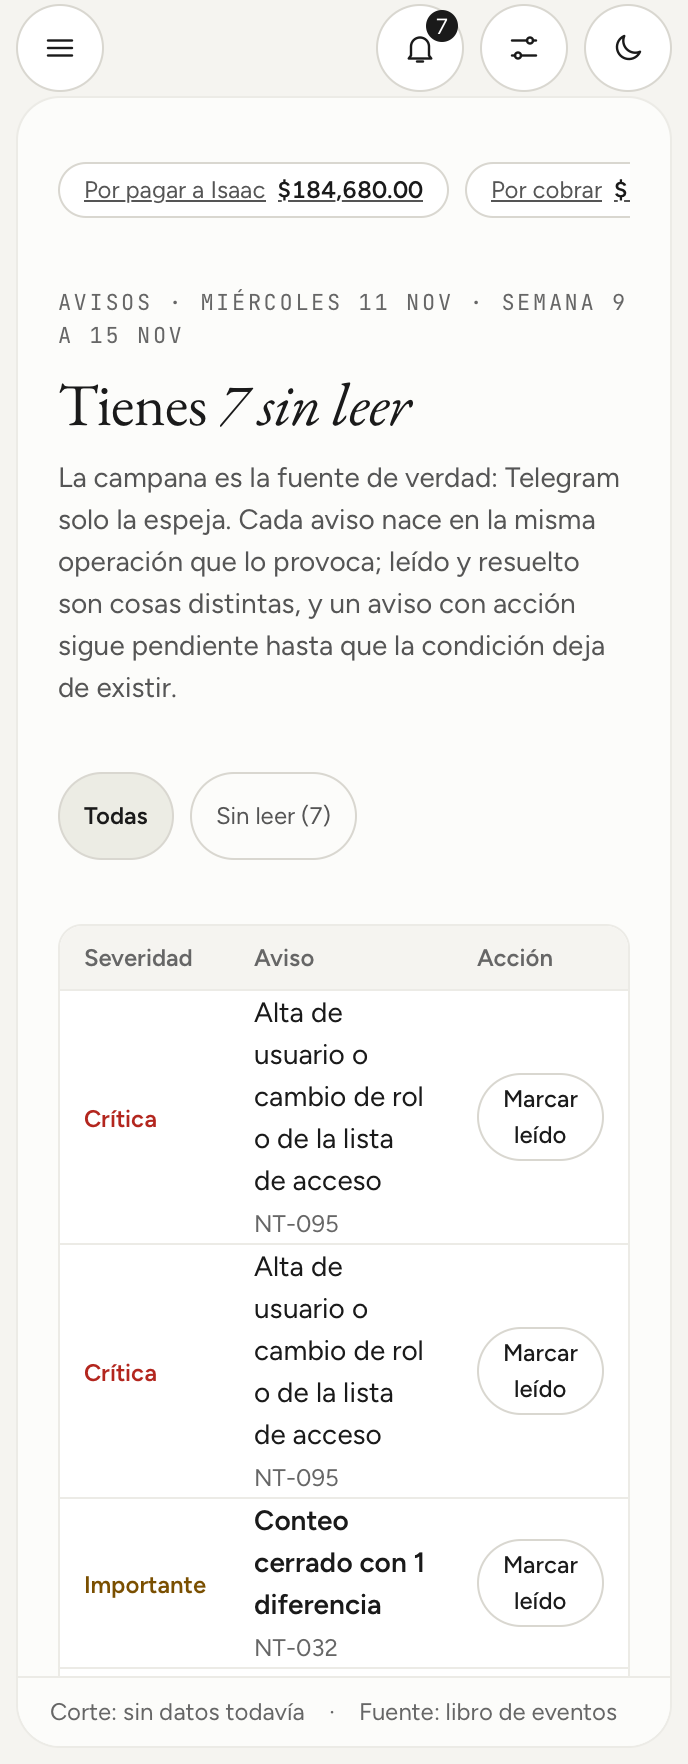 7
Por pagar a Isaac $184,680.00 Por cobrar $
AVISOS · MIÉRCOLES 11 NOV · SEMANA 9
A 15 NOV
Tienes 7 sin leer
La campana es la fuente de verdad: Telegram
solo la espeja. Cada aviso nace en la misma
operación que lo provoca; leído y resuelto
son cosas distintas, y un aviso con acción
sigue pendiente hasta que la condición deja
de existir.
Todas Sin leer (7)
Severidad Aviso Acción
Crítica
Alta de
usuario o
cambio de rol
o de la lista
de acceso
NT-095
Marcar
leído
Crítica
Alta de
usuario o
cambio de rol
o de la lista
de acceso
NT-095
Marcar
leído
Importante
Conteo
cerrado con 1
diferencia
NT-032
Marcar
leído
Corte: sin datos todavía · Fuente: libro de eventos